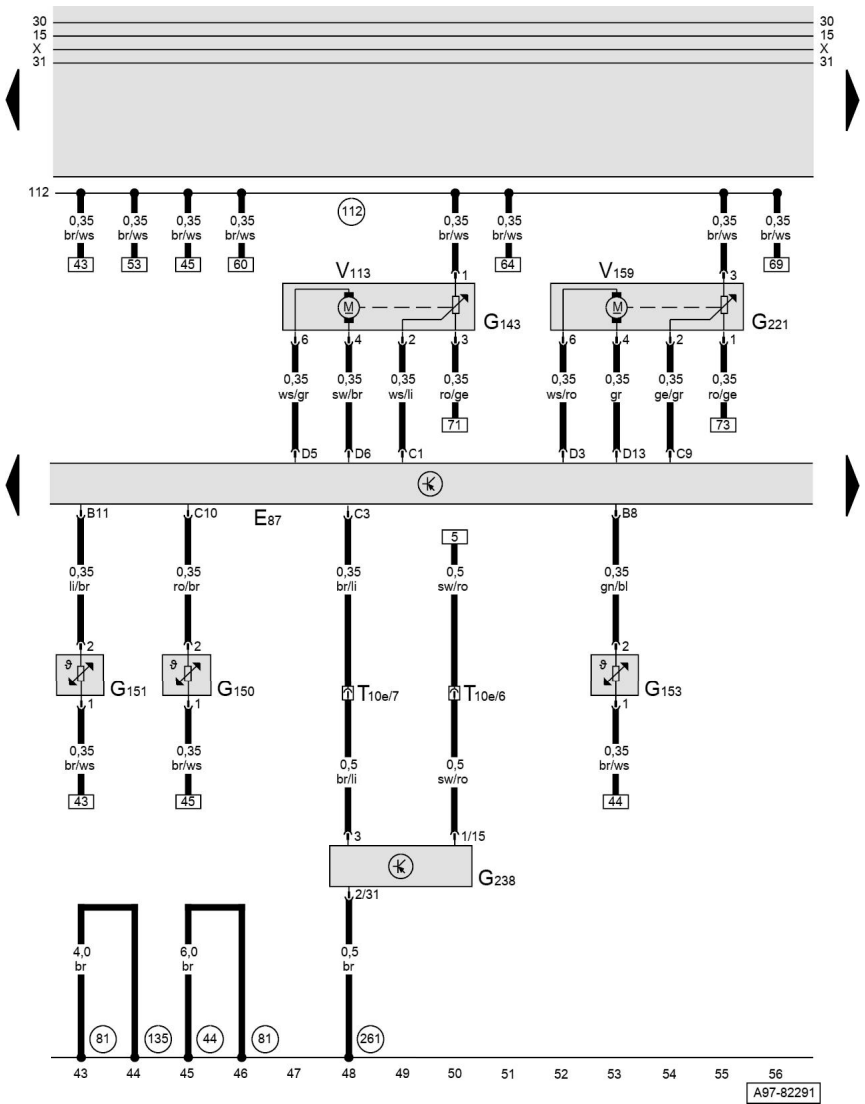 30 30
15 15
X X
31 31
112
112
0,35 0,35 0,35 0,35 0,35 0,35 0,35 0,35
br/ws br/ws br/ws br/ws br/ws br/ws br/ws br/ws
43 53 45 60 64 69
V113 1 V159 3
M M
G143 G221
6 4 2 3 6 4 2 1
0,35 0,35 0,35 0,35 0,35 0,35 0,35 0,35
ws/gr sw/br ws/li ro/ge ws/ro gr ge/gr ro/ge
71 73
D5 D6 C1 D3 D13 C9
B11 C10 E87 C3 B8
5
0,35 0,35 0,35 0,5 0,35
li/br ro/br br/li sw/ro gn/bl
2 2 2
ϑ ϑ ϑ
G151 G150 T10e/7 T10e/6 G153
1 1 1
0,35 0,35 0,5 0,5 0,35
br/ws br/ws br/li sw/ro br/ws
43 45 44
3 1/15
G238
2/31
4,0 6,0 0,5
br br br
81 135 44 81 261
43 44 45 46 47 48 49 50 51 52 53 54 55 56
A97-82291